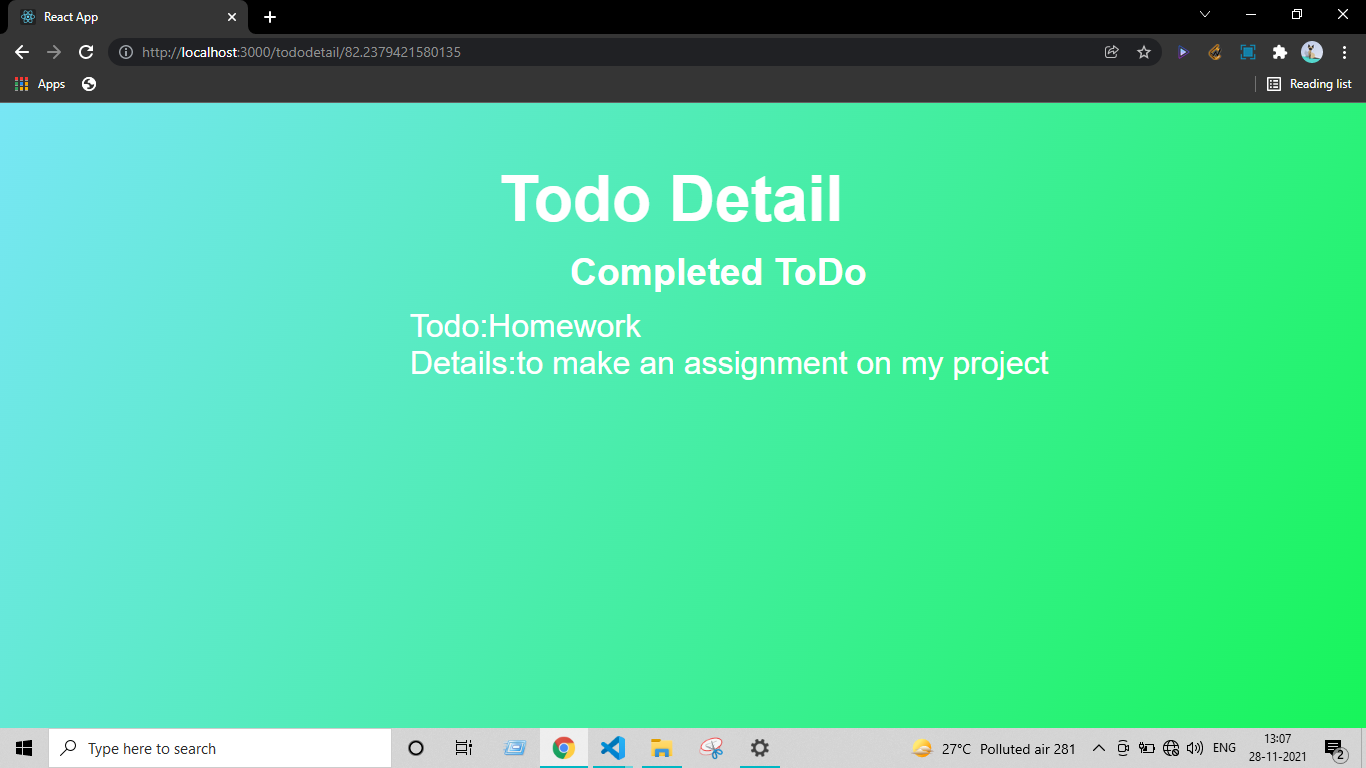 React App
http://localhost:3000/tododetail/82.2379421580135
Apps
Reading list
Todo Detail
Completed ToDo
Todo:Homework
Details:to make an assignment on my project
Type here to search
27°C Polluted air 281
ENG
13:07
28-11-2021
2